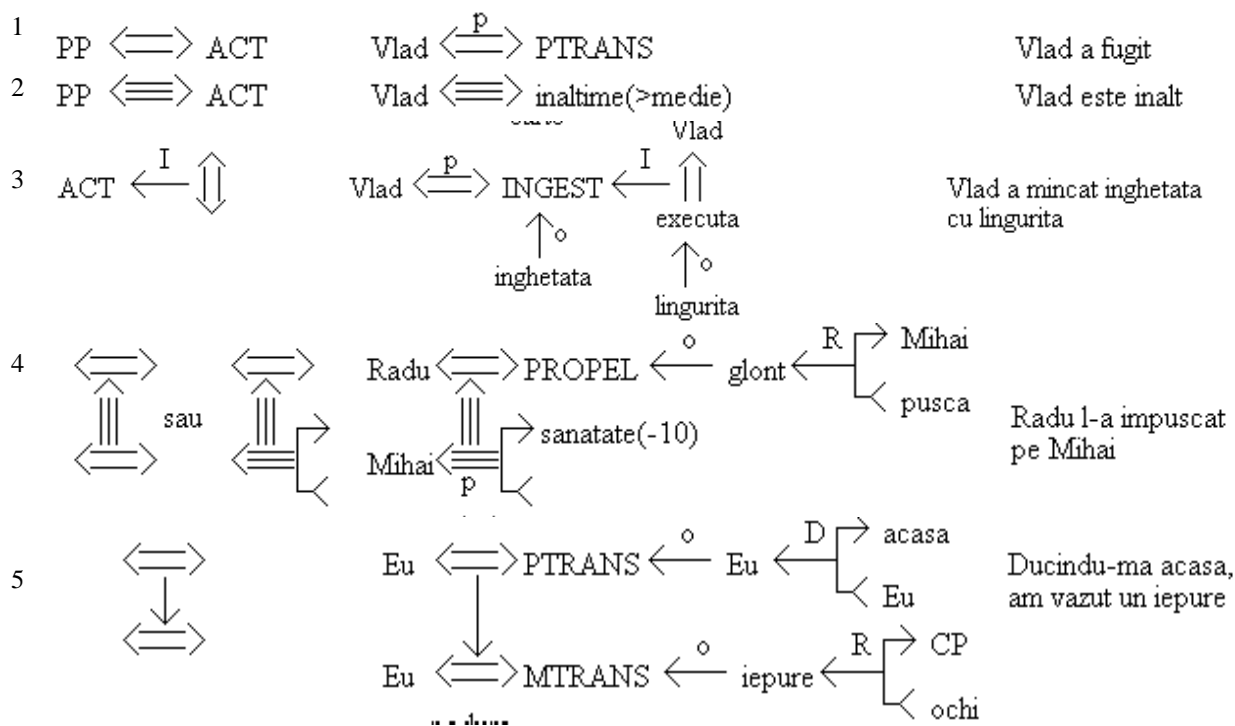 1 PP ACT Vlad p PTRANS Vlad a fugit
2 PP ACT Vlad inaltime(>medie) Vlad este inalt
Vlad
3 ACT I Vlad p INGEST I Vlad a mincat inghetata
executa cu lingurita
o
inghetata o
lingurita
4 Radu PROPEL o glont R Mihai
pusca
sau sanatate(-10) Radu l-a impuscat
Mihai pe Mihai
p
5 Eu PTRANS o Eu D acasa
Eu Ducindu-ma acasa,
am vazut un iepure
Eu MTRANS o iepure R CP
ochi